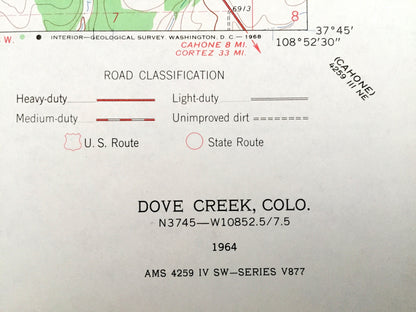 6913
7
8
37°45'
W.
INTERIOR—GEOLOGICAL SURVEY, WASHINGTON, D. C.—1968
108°52'30"
CAHONE 8 MI.
CORTEZ 33 MI.
(CAHONE)
4259 III NE
ROAD CLASSIFICATION
Heavy-duty Light-duty
Medium-duty Unimproved dirt
U. S. Route State Route
DOVE CREEK, COLO.
N3745—W10852.5/7.5
1964
AMS 4259 IV SW—SERIES V877